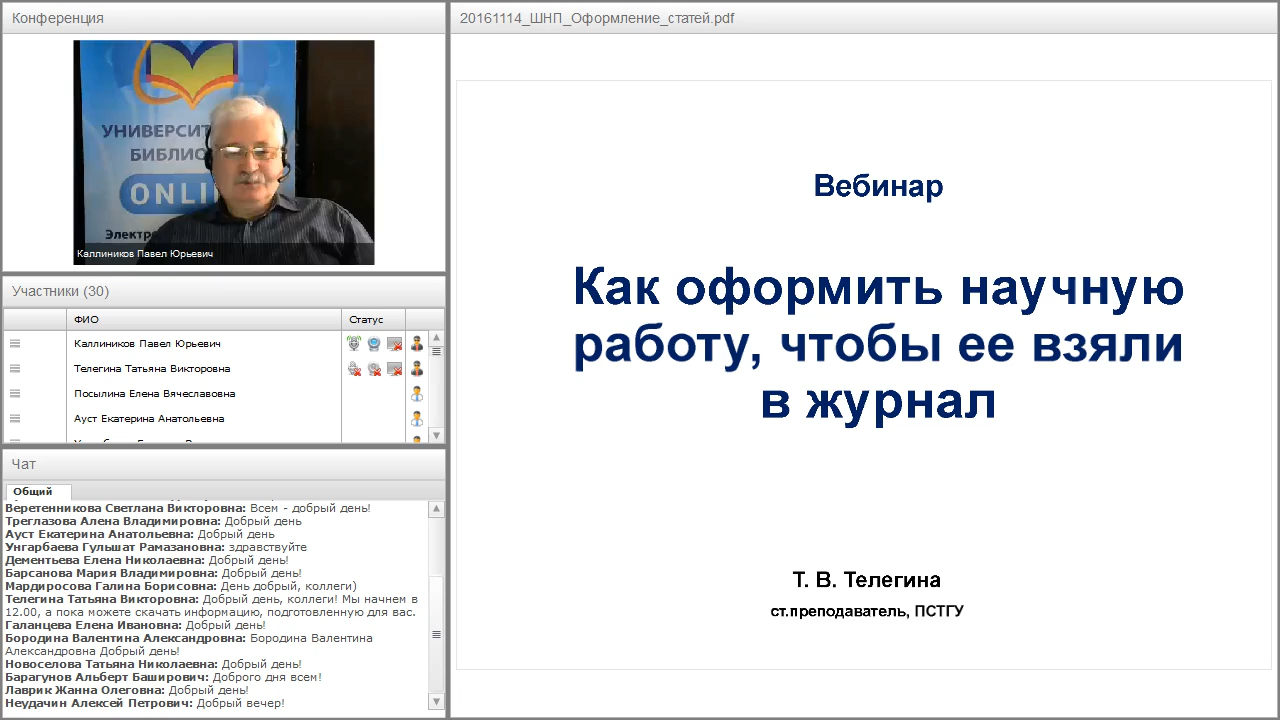 Конференция
УНИВЕРСИТ
БИБЛИО
ONLI
Электро
Каллиников Павел Юрьевич
Участники (30)
ФИО
Статус
Каллиников Павел Юрьевич
Телегина Татьяна Викторовна
Посылина Елена Вячеславовна
Ауст Екатерина Анатольевна
Чат
Общий
Веретенникова Светлана Викторовна: Всем - добрый день!
Треглазова Алена Владимировна: Добрый день
Ауст Екатерина Анатольевна: Добрый день
Унгарбаева Гульшат Рамазановна: здравствуйте
Дементьева Елена Николаевна: Добрый день!
Барсанова Мария Владимировна: Добрый день!
Мардиросова Галина Борисовна: День добрый, коллеги)
Телегина Татьяна Викторовна: Добрый день, коллеги! Мы начнем в
12.00, а пока можете скачать информацию, подготовленную для вас.
Галанцева Елена Ивановна: Добрый день!
Бородина Валентина Александровна: Бородина Валентина
Александровна Добрый день!
Новоселова Татьяна Николаевна: Добрый день!
Барагунов Альберт Баширович: Доброго дня всем!
Лаврик Жанна Олеговна: Добрый день!
Неудачин Алексей Петрович: Добрый вечер!
20161114_ШНП_Оформление_статей.pdf
Вебинар
Как оформить научную
работу, чтобы ее взяли
в журнал
Т. В. Телегина
ст.преподаватель, ПСТГУ